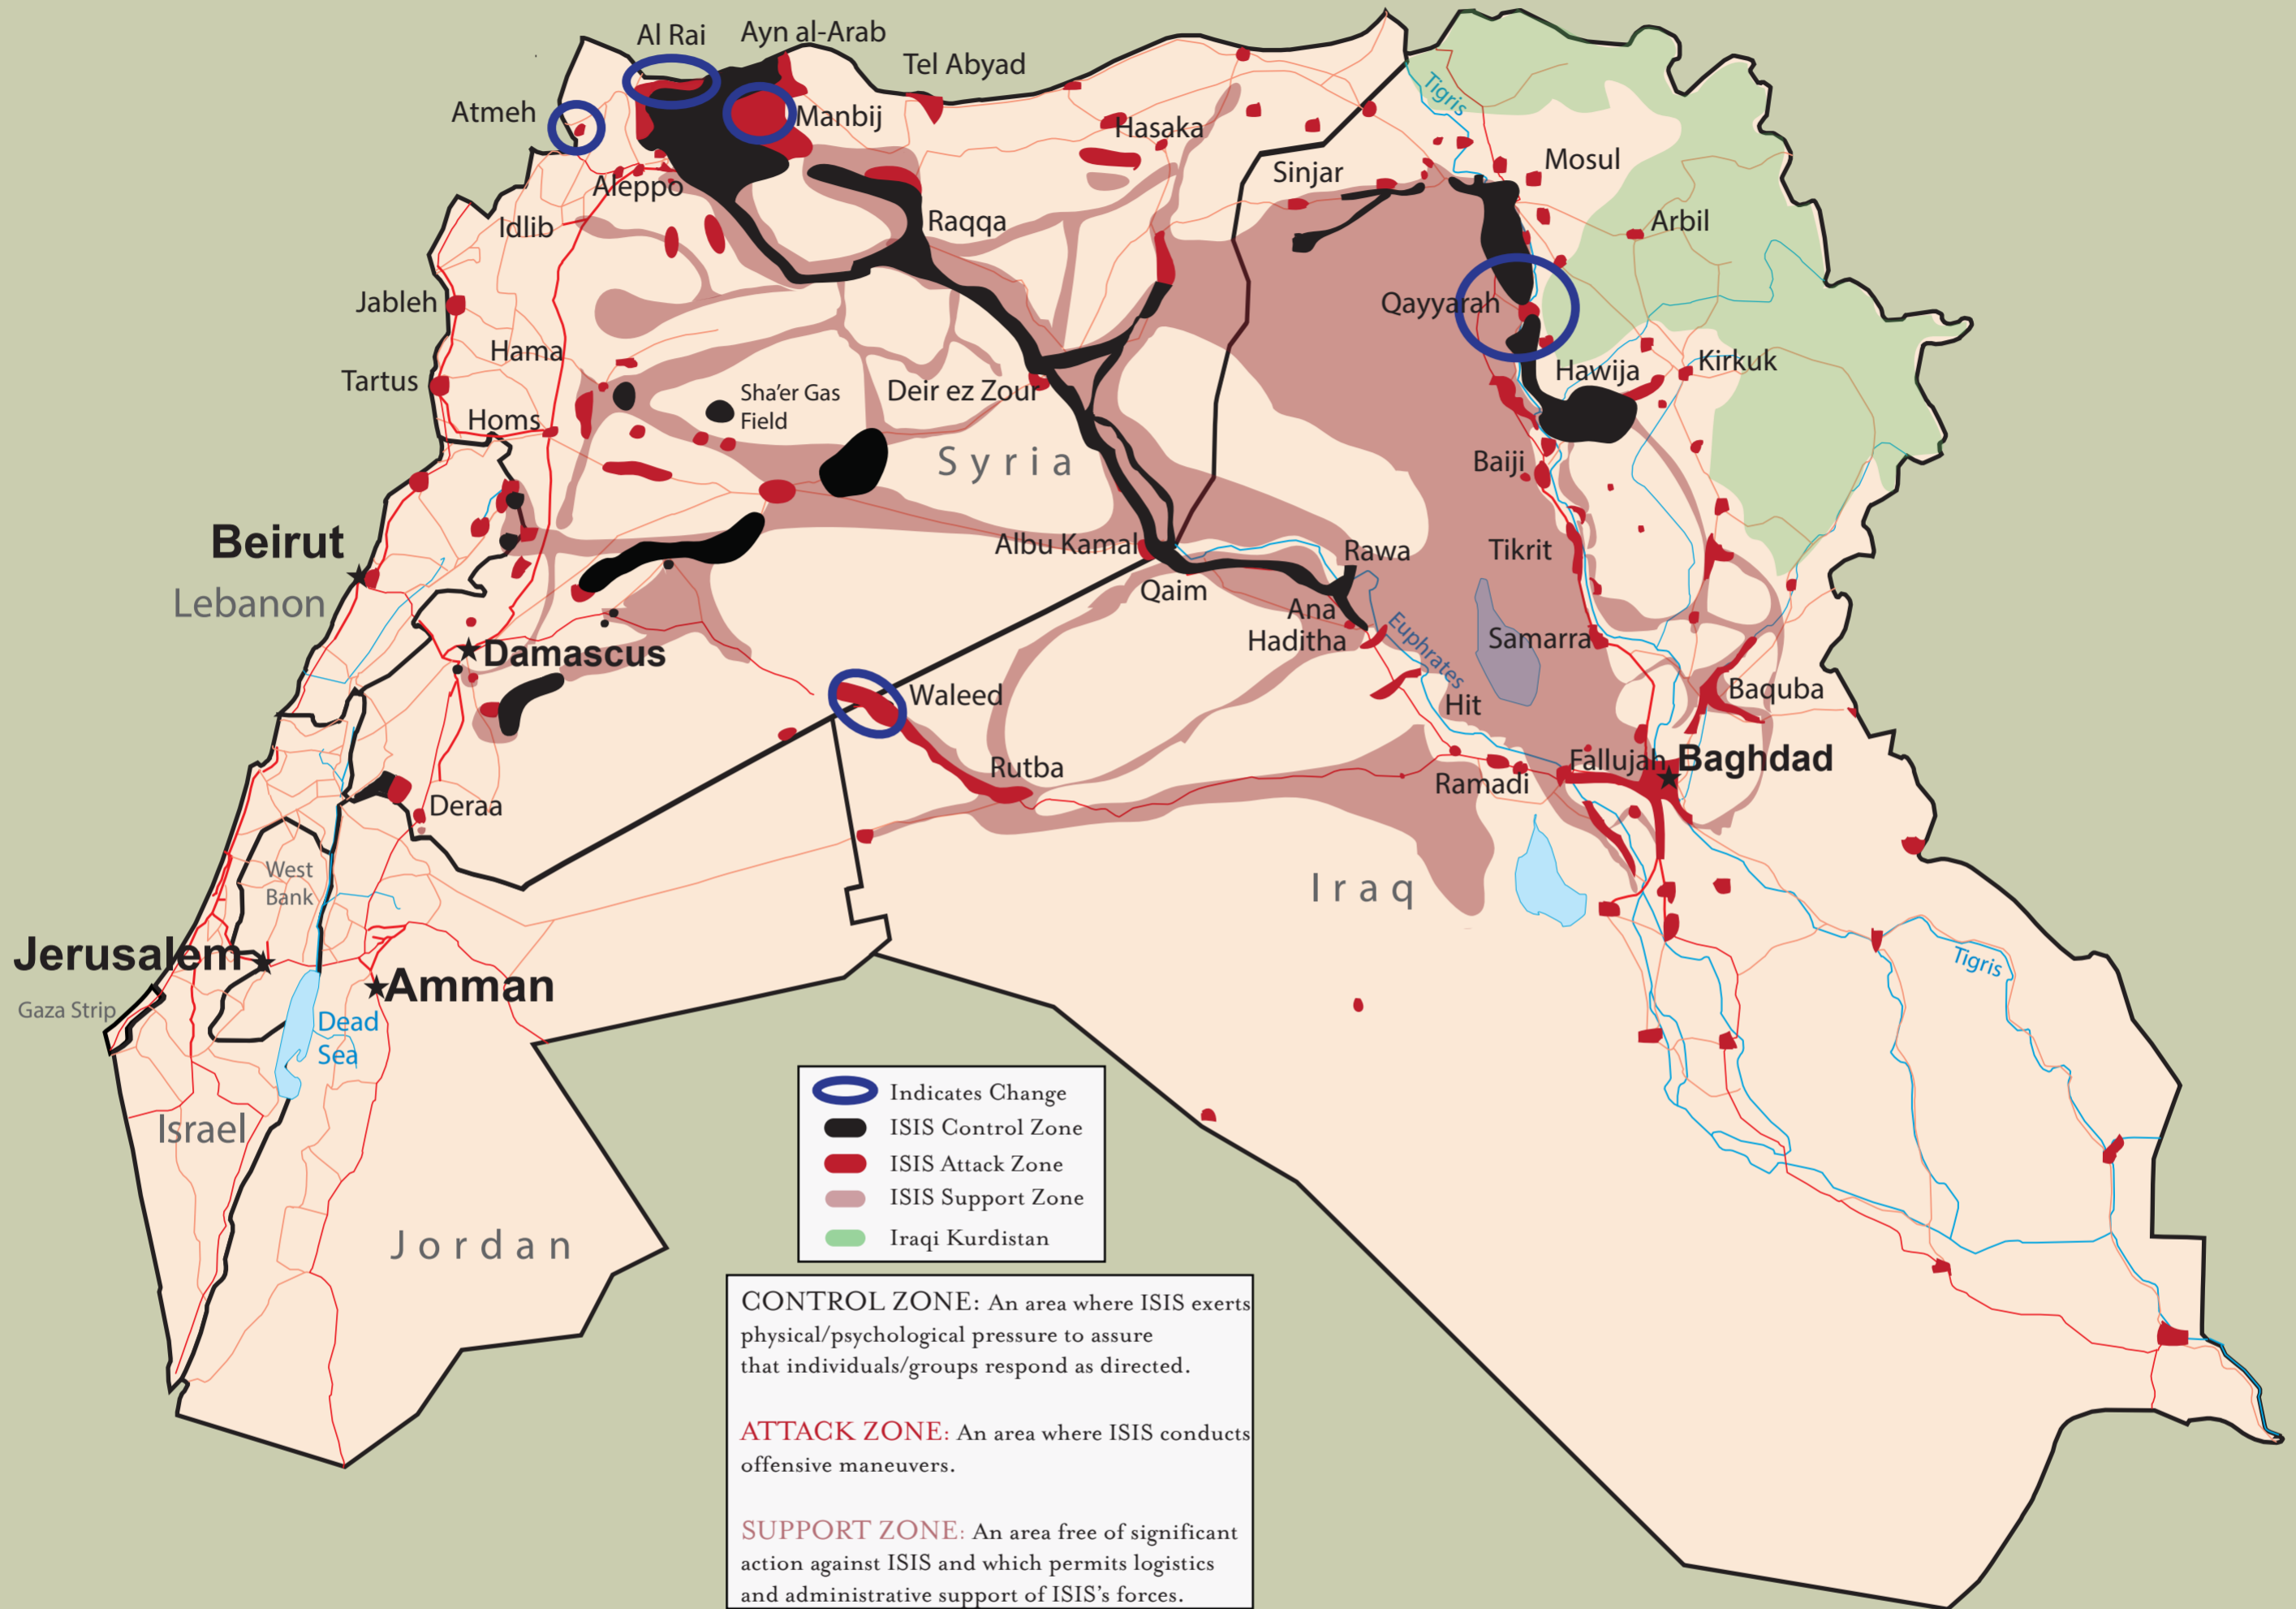 Al Rai
Ayn al-Arab
Tel Abyad
Atmeh
Manbij
Hasaka
Tigris
Mosul
Sinjar
Aleppo
Idlib
Raqqa
Arbil
Jableh
Qayyarah
Hama
Tartus
Sha'er Gas
Field
Deir ez Zour
Hawija
Kirkuk
Homs
Syria
Baiji
Beirut
Lebanon
Albu Kamal
Rawa
Tikrit
Qaim
Ana
Haditha
Euphrates
Samarra
Damascus
Waleed
Hit
Baquba
Rutba
Ramadi
Fallujah
Baghdad
Deraa
West
Bank
Iraq
Jerusalem
Amman
Gaza Strip
Dead
Sea
Tigris
Israel
Jordan
Indicates Change
ISIS Control Zone
ISIS Attack Zone
ISIS Support Zone
Iraqi Kurdistan
CONTROL ZONE: An area where ISIS exerts
physical/psychological pressure to assure
that individuals/groups respond as directed.
ATTACK ZONE: An area where ISIS conducts
offensive maneuvers.
SUPPORT ZONE: An area free of significant
action against ISIS and which permits logistics
and administrative support of ISIS's forces.